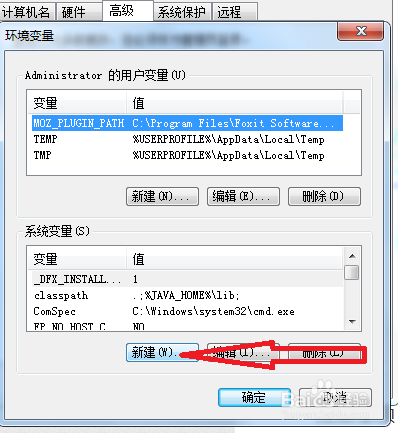 计算机名 硬件 高级 系统保护 远程
环境变量
Administrator 的用户变量(U)
变量 值
MOZ_PLUGIN_PATH C:\Program Files\Foxit Software...
TEMP %USERPROFILE%\AppData\Local\Temp
TMP %USERPROFILE%\AppData\Local\Temp
新建(N)... 编辑(E)... 删除(D)
系统变量(S)
变量 值
_DFX_INSTALL... 1
classpath .;%JAVA_HOME%\lib;
ComSpec C:\Windows\system32\cmd.exe
FP_NO_HOST_C... NO
新建(W)... 编辑(I)... 删除(L)
确定 取消